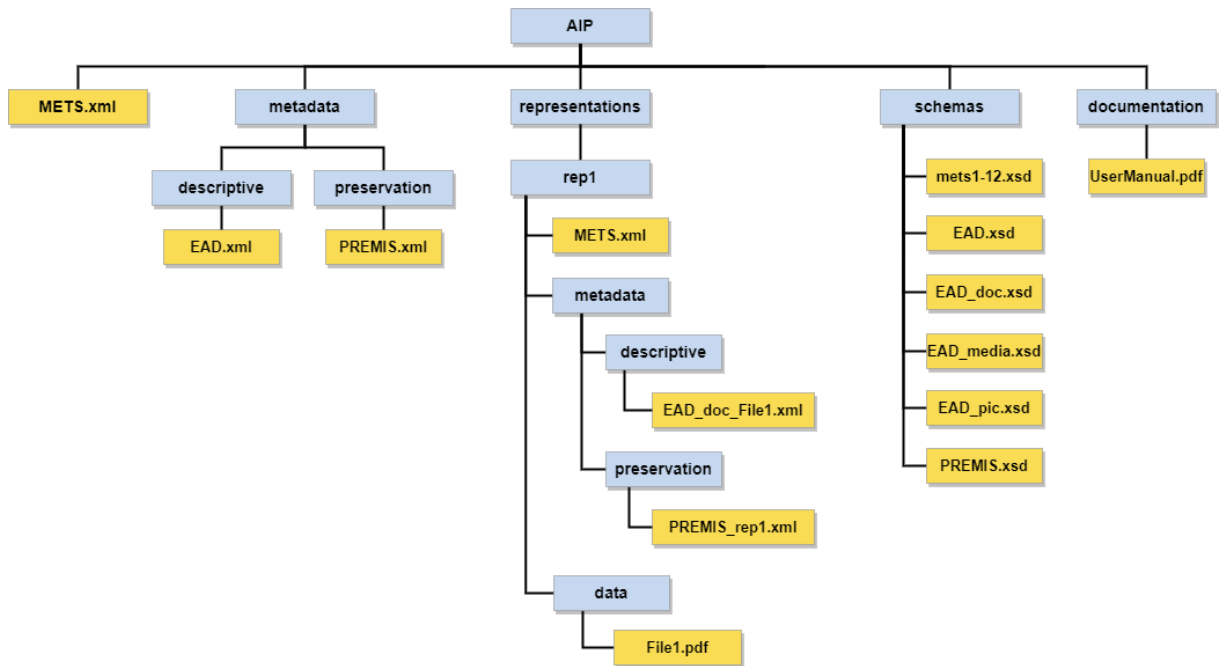 AIP
METS.xml
metadata
representations
schemas
documentation
descriptive
preservation
EAD.xml
PREMIS.xml
rep1
METS.xml
metadata
descriptive
EAD_doc_File1.xml
preservation
PREMIS_rep1.xml
data
File1.pdf
mets1-12.xsd
EAD.xsd
EAD_doc.xsd
EAD_media.xsd
EAD_pic.xsd
PREMIS.xsd
UserManual.pdf